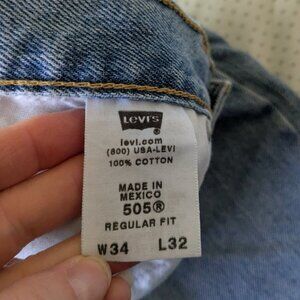 LEVI'S
levi.com
(800) USA-LEVI
100% COTTON
MADE IN
MEXICO
505®
REGULAR FIT
W34 L32